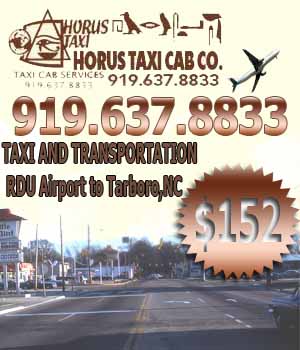 HORUS
TAXI
TAXI CAB SERVICES
919.637.8833
HORUS TAXI CAB CO.
919.637.8833
919.637.8833
TAXI AND TRANSPORTATION
RDU Airport to Tarboro,NC
$152